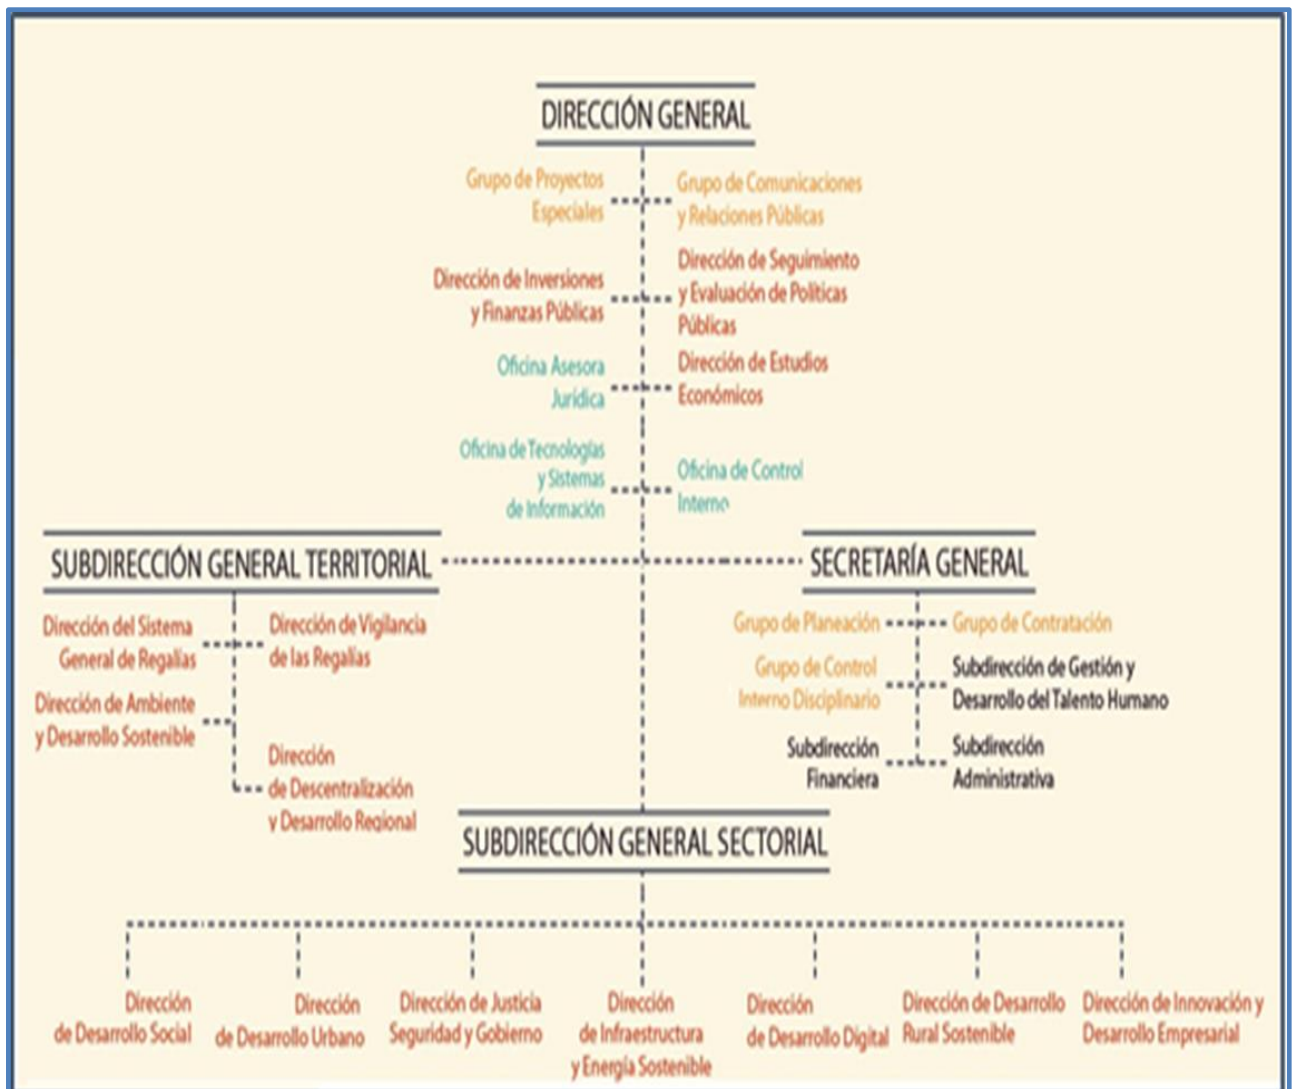 DIRECCIÓN GENERAL
Grupo de Proyectos
Especiales
Grupo de Comunicaciones
y Relaciones Públicas
Dirección de Inversiones
y Finanzas Públicas
Dirección de Seguimiento
y Evaluación de Políticas
Públicas
Oficina Asesora
Jurídica
Dirección de Estudios
Económicos
Oficina de Tecnologías
y Sistemas
de Información
Oficina de Control
Interno
SUBDIRECCIÓN GENERAL TERRITORIAL
Dirección del Sistema
General de Regalías
Dirección de Vigilancia
de las Regalías
Dirección de Ambiente
y Desarrollo Sostenible
Dirección
de Descentralización
y Desarrollo Regional
SECRETARÍA GENERAL
Grupo de Planeación
Grupo de Contratación
Grupo de Control
Interno Disciplinario
Subdirección de Gestión y
Desarrollo del Talento Humano
Subdirección
Financiera
Subdirección
Administrativa
SUBDIRECCIÓN GENERAL SECTORIAL
Dirección
de Desarrollo Social
Dirección
de Desarrollo Urbano
Dirección de Justicia
Seguridad y Gobierno
Dirección
de Infraestructura
y Energía Sostenible
Dirección
de Desarrollo Digital
Dirección de Desarrollo
Rural Sostenible
Dirección de Innovación y
Desarrollo Empresarial